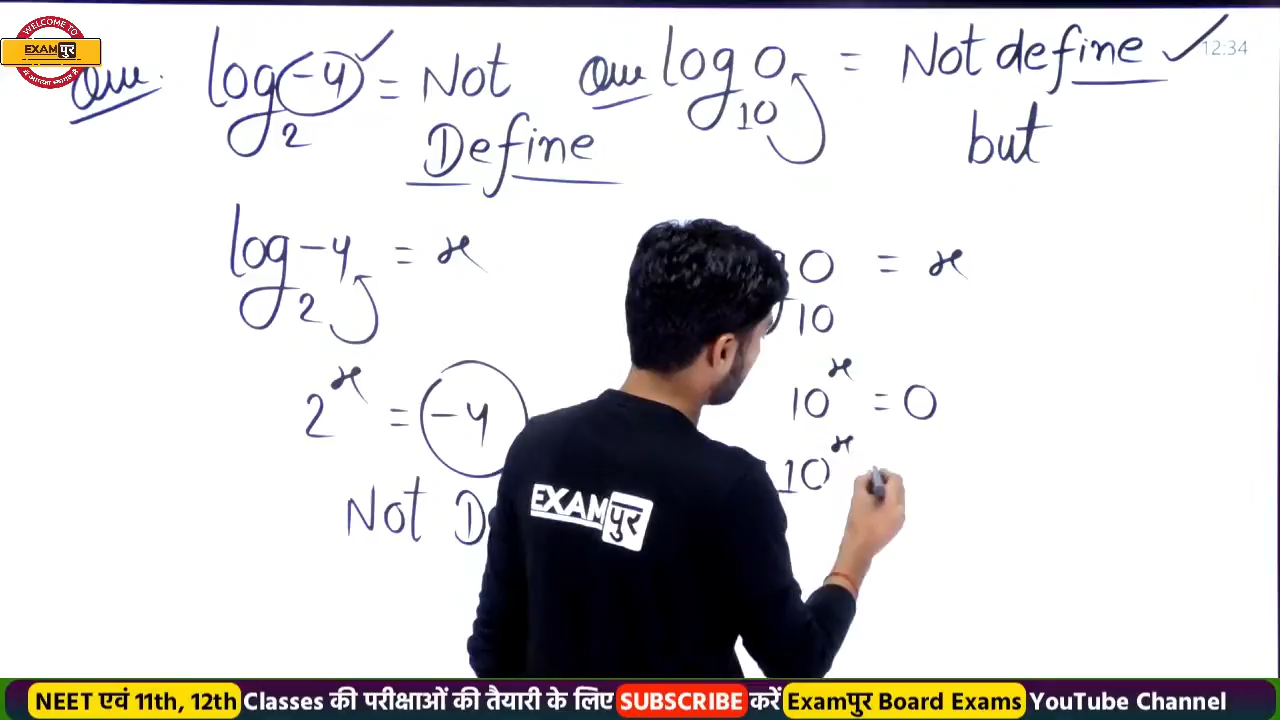 WELCOME TO
EXAMपुर
Que. log₂ -4 = Not Define
Que log₁₀ 0 = Not define
but
12:34
log₂ -4 = x
2ˣ = -4
Not D
0 = x
10
10ˣ = 0
10ˣ
EXAMपुर
NEET एवं 11th, 12th Classes की परीक्षाओं की तैयारी के लिए SUBSCRIBE करें Examपुर Board Exams YouTube Channel